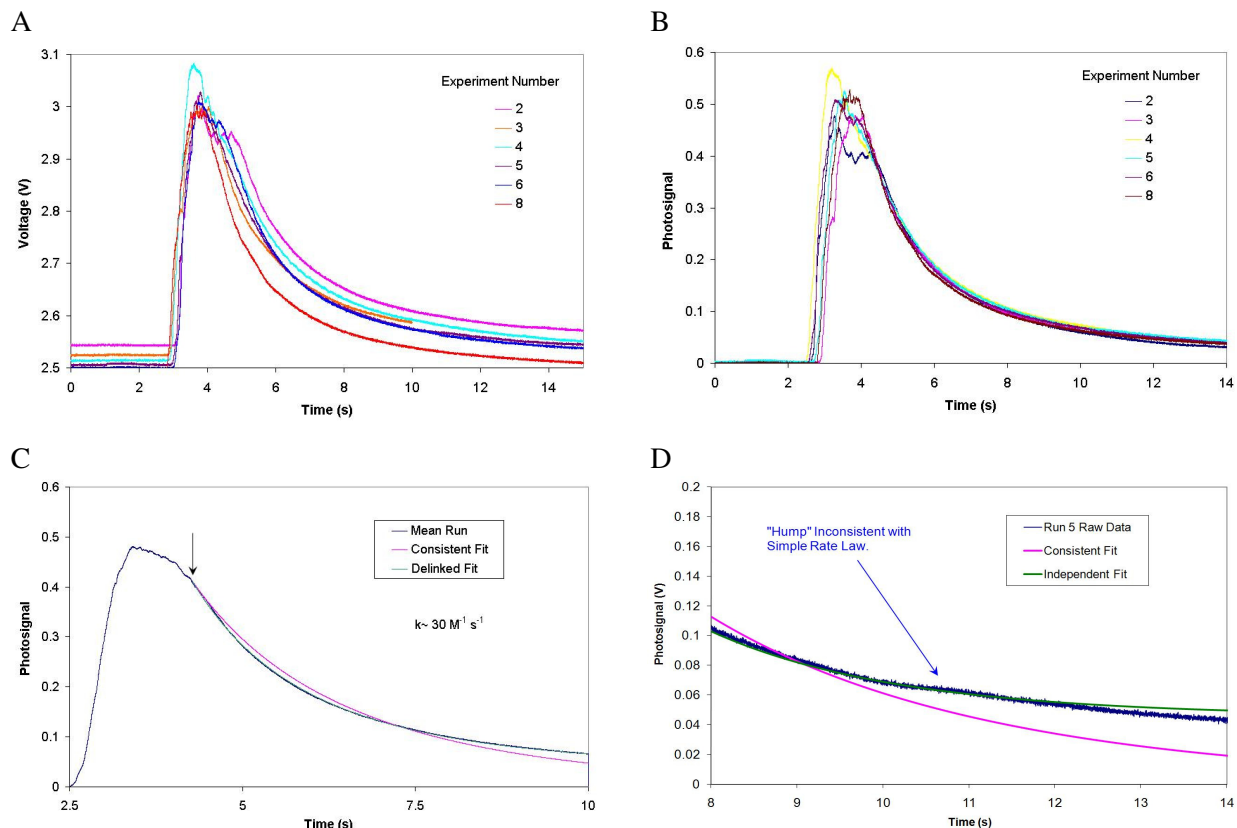 A
3.1
3
2.9
2.8
2.7
2.6
2.5
Voltage (V)
0 2 4 6 8 10 12 14
Time (s)
Experiment Number
2
3
4
5
6
8
B
0.6
0.5
0.4
0.3
0.2
0.1
0
Photosignal
0 2 4 6 8 10 12 14
Time (s)
Experiment Number
2
3
4
5
6
8
C
0.6
0.5
0.4
0.3
0.2
0.1
0
Photosignal
2.5 5 7.5 10
Time (s)
Mean Run
Consistent Fit
Delinked Fit
k~ 30 M⁻¹ s⁻¹
D
0.2
0.18
0.16
0.14
0.12
0.1
0.08
0.06
0.04
0.02
0
Photosignal (V)
8 9 10 11 12 13 14
Time (s)
"Hump" Inconsistent with
Simple Rate Law.
Run 5 Raw Data
Consistent Fit
Independent Fit